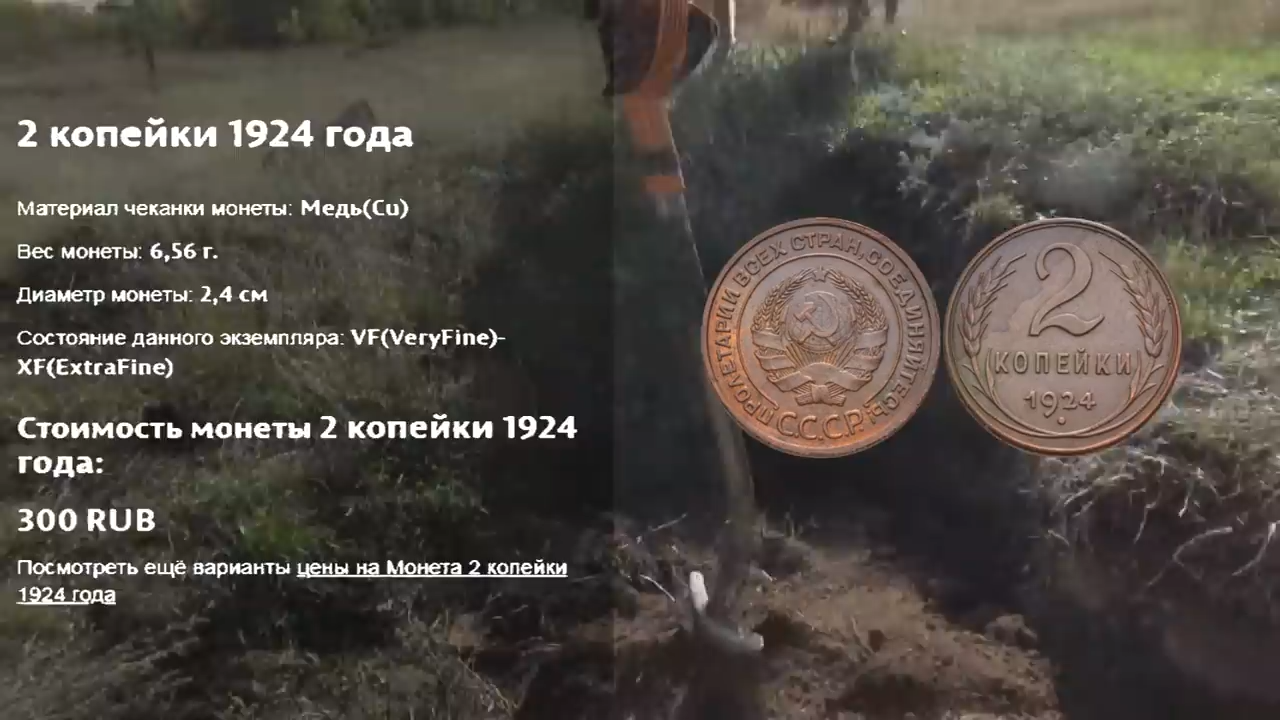 2 копейки 1924 года
Материал чеканки монеты: Медь(Cu)
Вес монеты: 6,56 г.
Диаметр монеты: 2,4 см
Состояние данного экземпляра: VF(VeryFine)-
XF(ExtraFine)
Стоимость монеты 2 копейки 1924
года:
300 RUB
Посмотреть ещё варианты цены на Монета 2 копейки
1924 года
ПРОЛЕТАРИИ ВСЕХ СТРАН, СОЕДИНЯЙТЕСЬ!
С.С.С.Р.
2
КОПЕЙКИ
1924